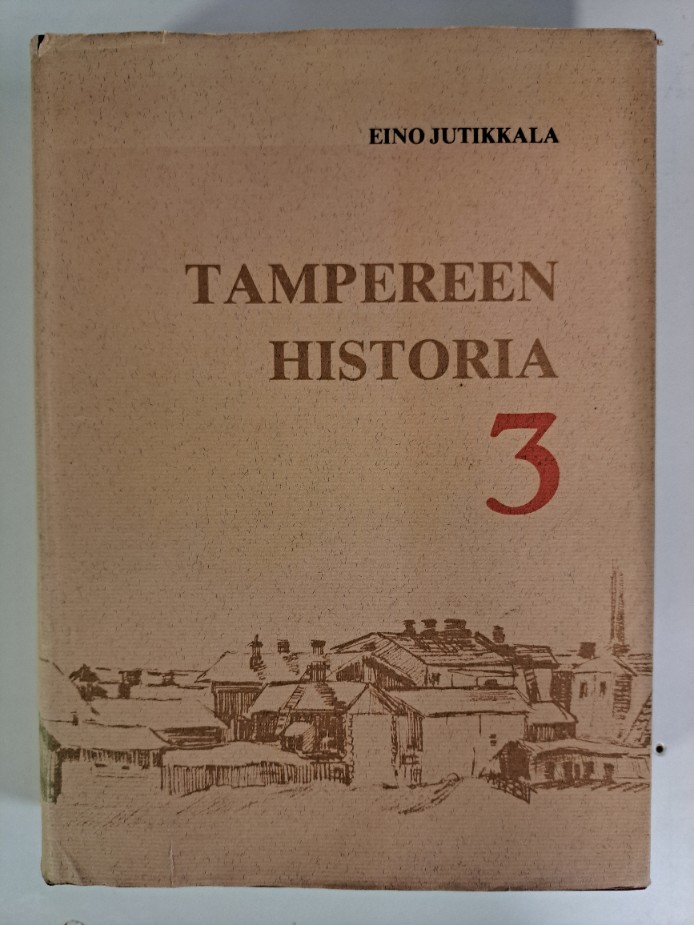 EINO JUTIKKALA
TAMPEREEN
HISTORIA
3